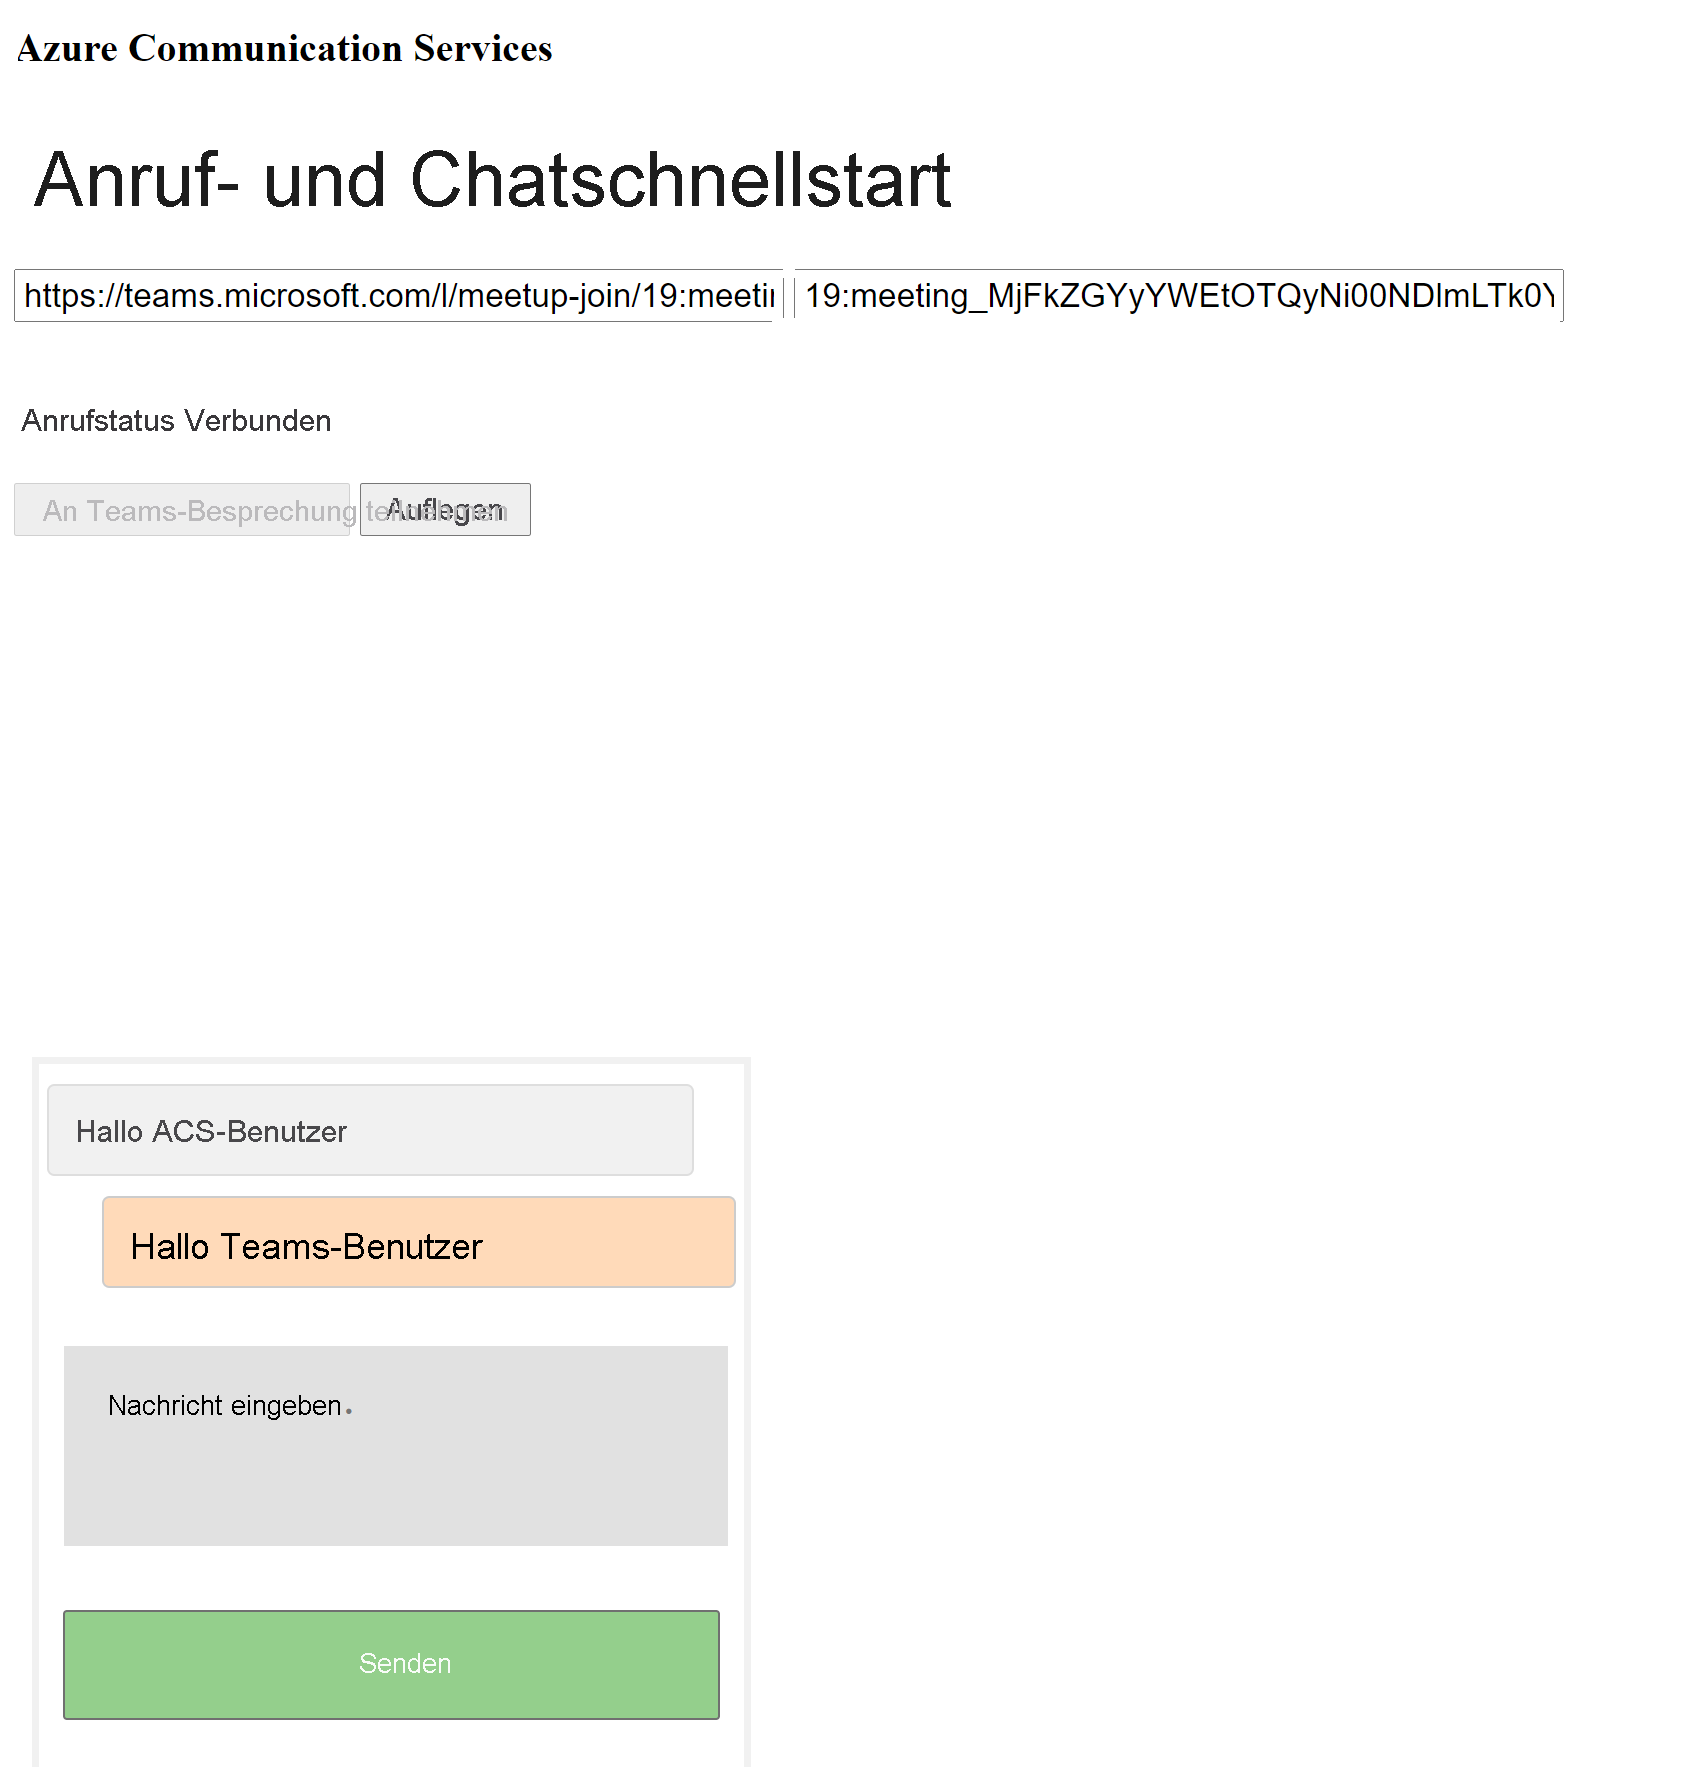 Azure Communication Services
Anruf- und Chatschnellstart
https://teams.microsoft.com/l/meetup-join/19:meetin 19:meeting_MjFkZGYyYWEtOTQyNi00NDlmLTk0Y
Anrufstatus Verbunden
An Teams-Besprechung teilnehmen Auflegen
Hallo ACS-Benutzer
Hallo Teams-Benutzer
Nachricht eingeben.
Senden